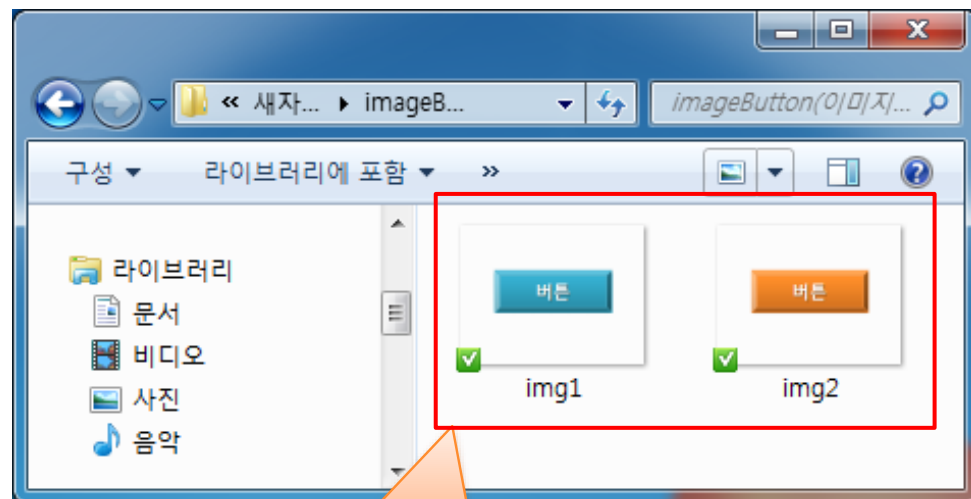 « 새자... ▶ imageB...
imageButton(이미지...
구성 ▼ 라이브러리에 포함 ▼ »
라이브러리
문서
비디오
사진
음악
버튼
버튼
img1
img2